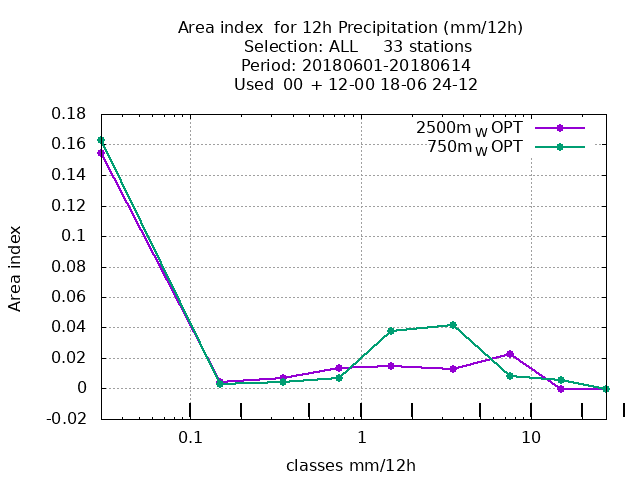 Area index  for 12h Precipitation (mm/12h)
Selection: ALL     33 stations
Period: 20180601-20180614
Used  00  + 12-00 18-06 24-12
2500m W OPT
750m W OPT
0.18
0.16
0.14
0.12
0.1
0.08
0.06
0.04
0.02
0
-0.02
Area index
0.1 1 10
classes mm/12h